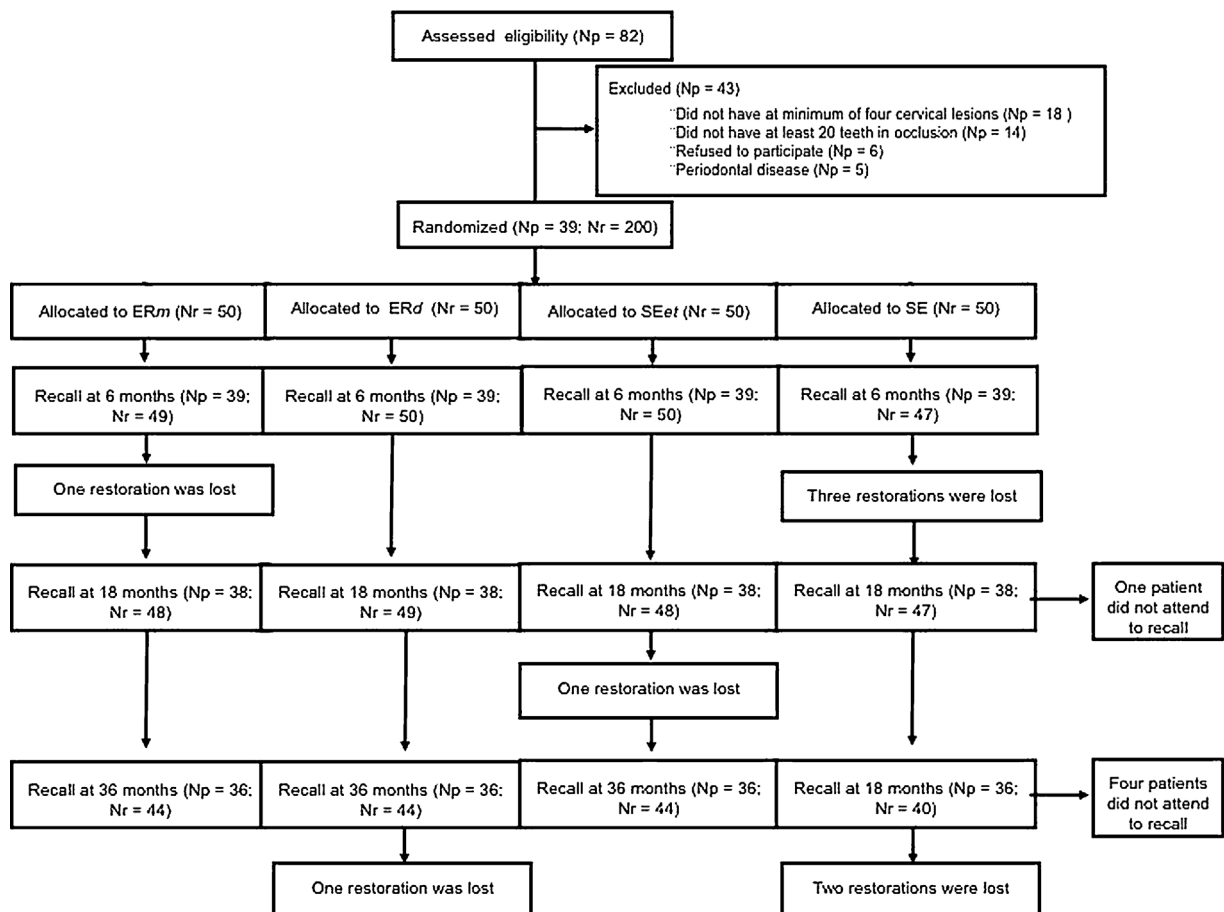 Assessed eligibility (Np = 82)
Excluded (Np = 43)
¨Did not have at minimum of four cervical lesions (Np = 18 )
¨Did not have at least 20 teeth in occlusion (Np = 14)
¨Refused to participate (Np = 6)
¨Periodontal disease (Np = 5)
Randomized (Np = 39; Nr = 200)
Allocated to ERm (Nr = 50)
Allocated to ERd (Nr = 50)
Allocated to SEet (Nr = 50)
Allocated to SE (Nr = 50)
Recall at 6 months (Np = 39;
Nr = 49)
Recall at 6 months (Np = 39;
Nr = 50)
Recall at 6 months (Np = 39;
Nr = 50)
Recall at 6 months (Np = 39;
Nr = 47)
One restoration was lost
Three restorations were lost
Recall at 18 months (Np = 38;
Nr = 48)
Recall at 18 months (Np = 38;
Nr = 49)
Recall at 18 months (Np = 38;
Nr = 48)
Recall at 18 months (Np = 38;
Nr = 47)
One patient
did not attend
to recall
One restoration was lost
Recall at 36 months (Np = 36;
Nr = 44)
Recall at 36 months (Np = 36;
Nr = 44)
Recall at 36 months (Np = 36;
Nr = 44)
Recall at 18 months (Np = 36;
Nr = 40)
Four patients
did not attend
to recall
One restoration was lost
Two restorations were lost